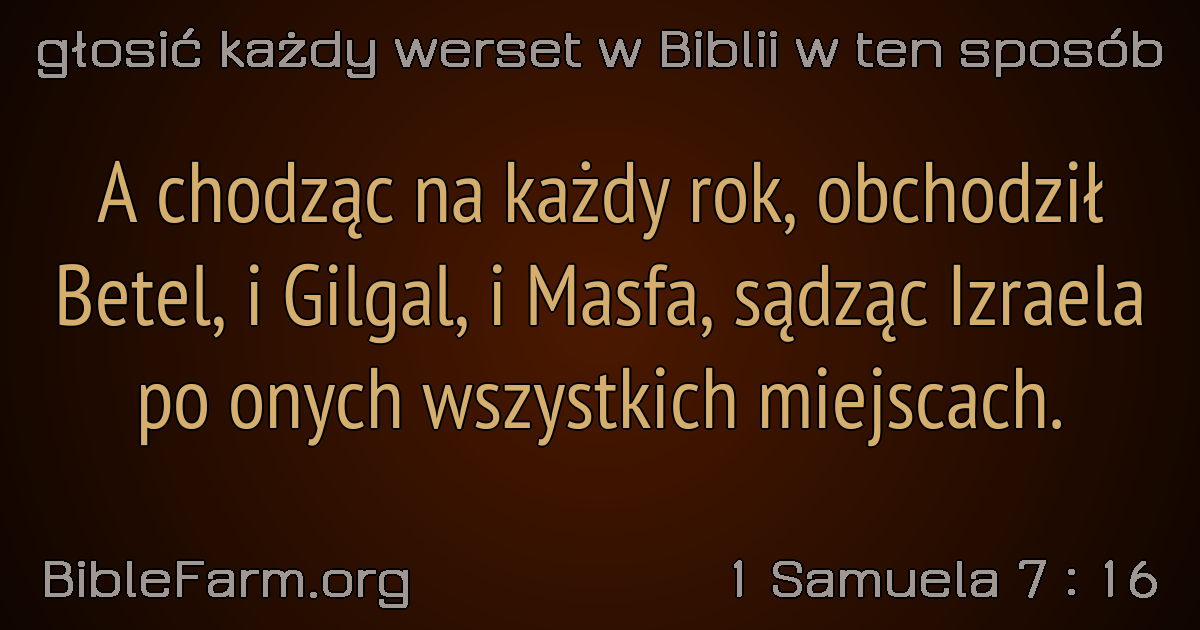 głosić każdy werset w Biblii w ten sposób
A chodząc na każdy rok, obchodził
Betel, i Gilgal, i Masfa, sądząc Izraela
po onych wszystkich miejscach.
BibleFarm.org
1 Samuela 7 : 16